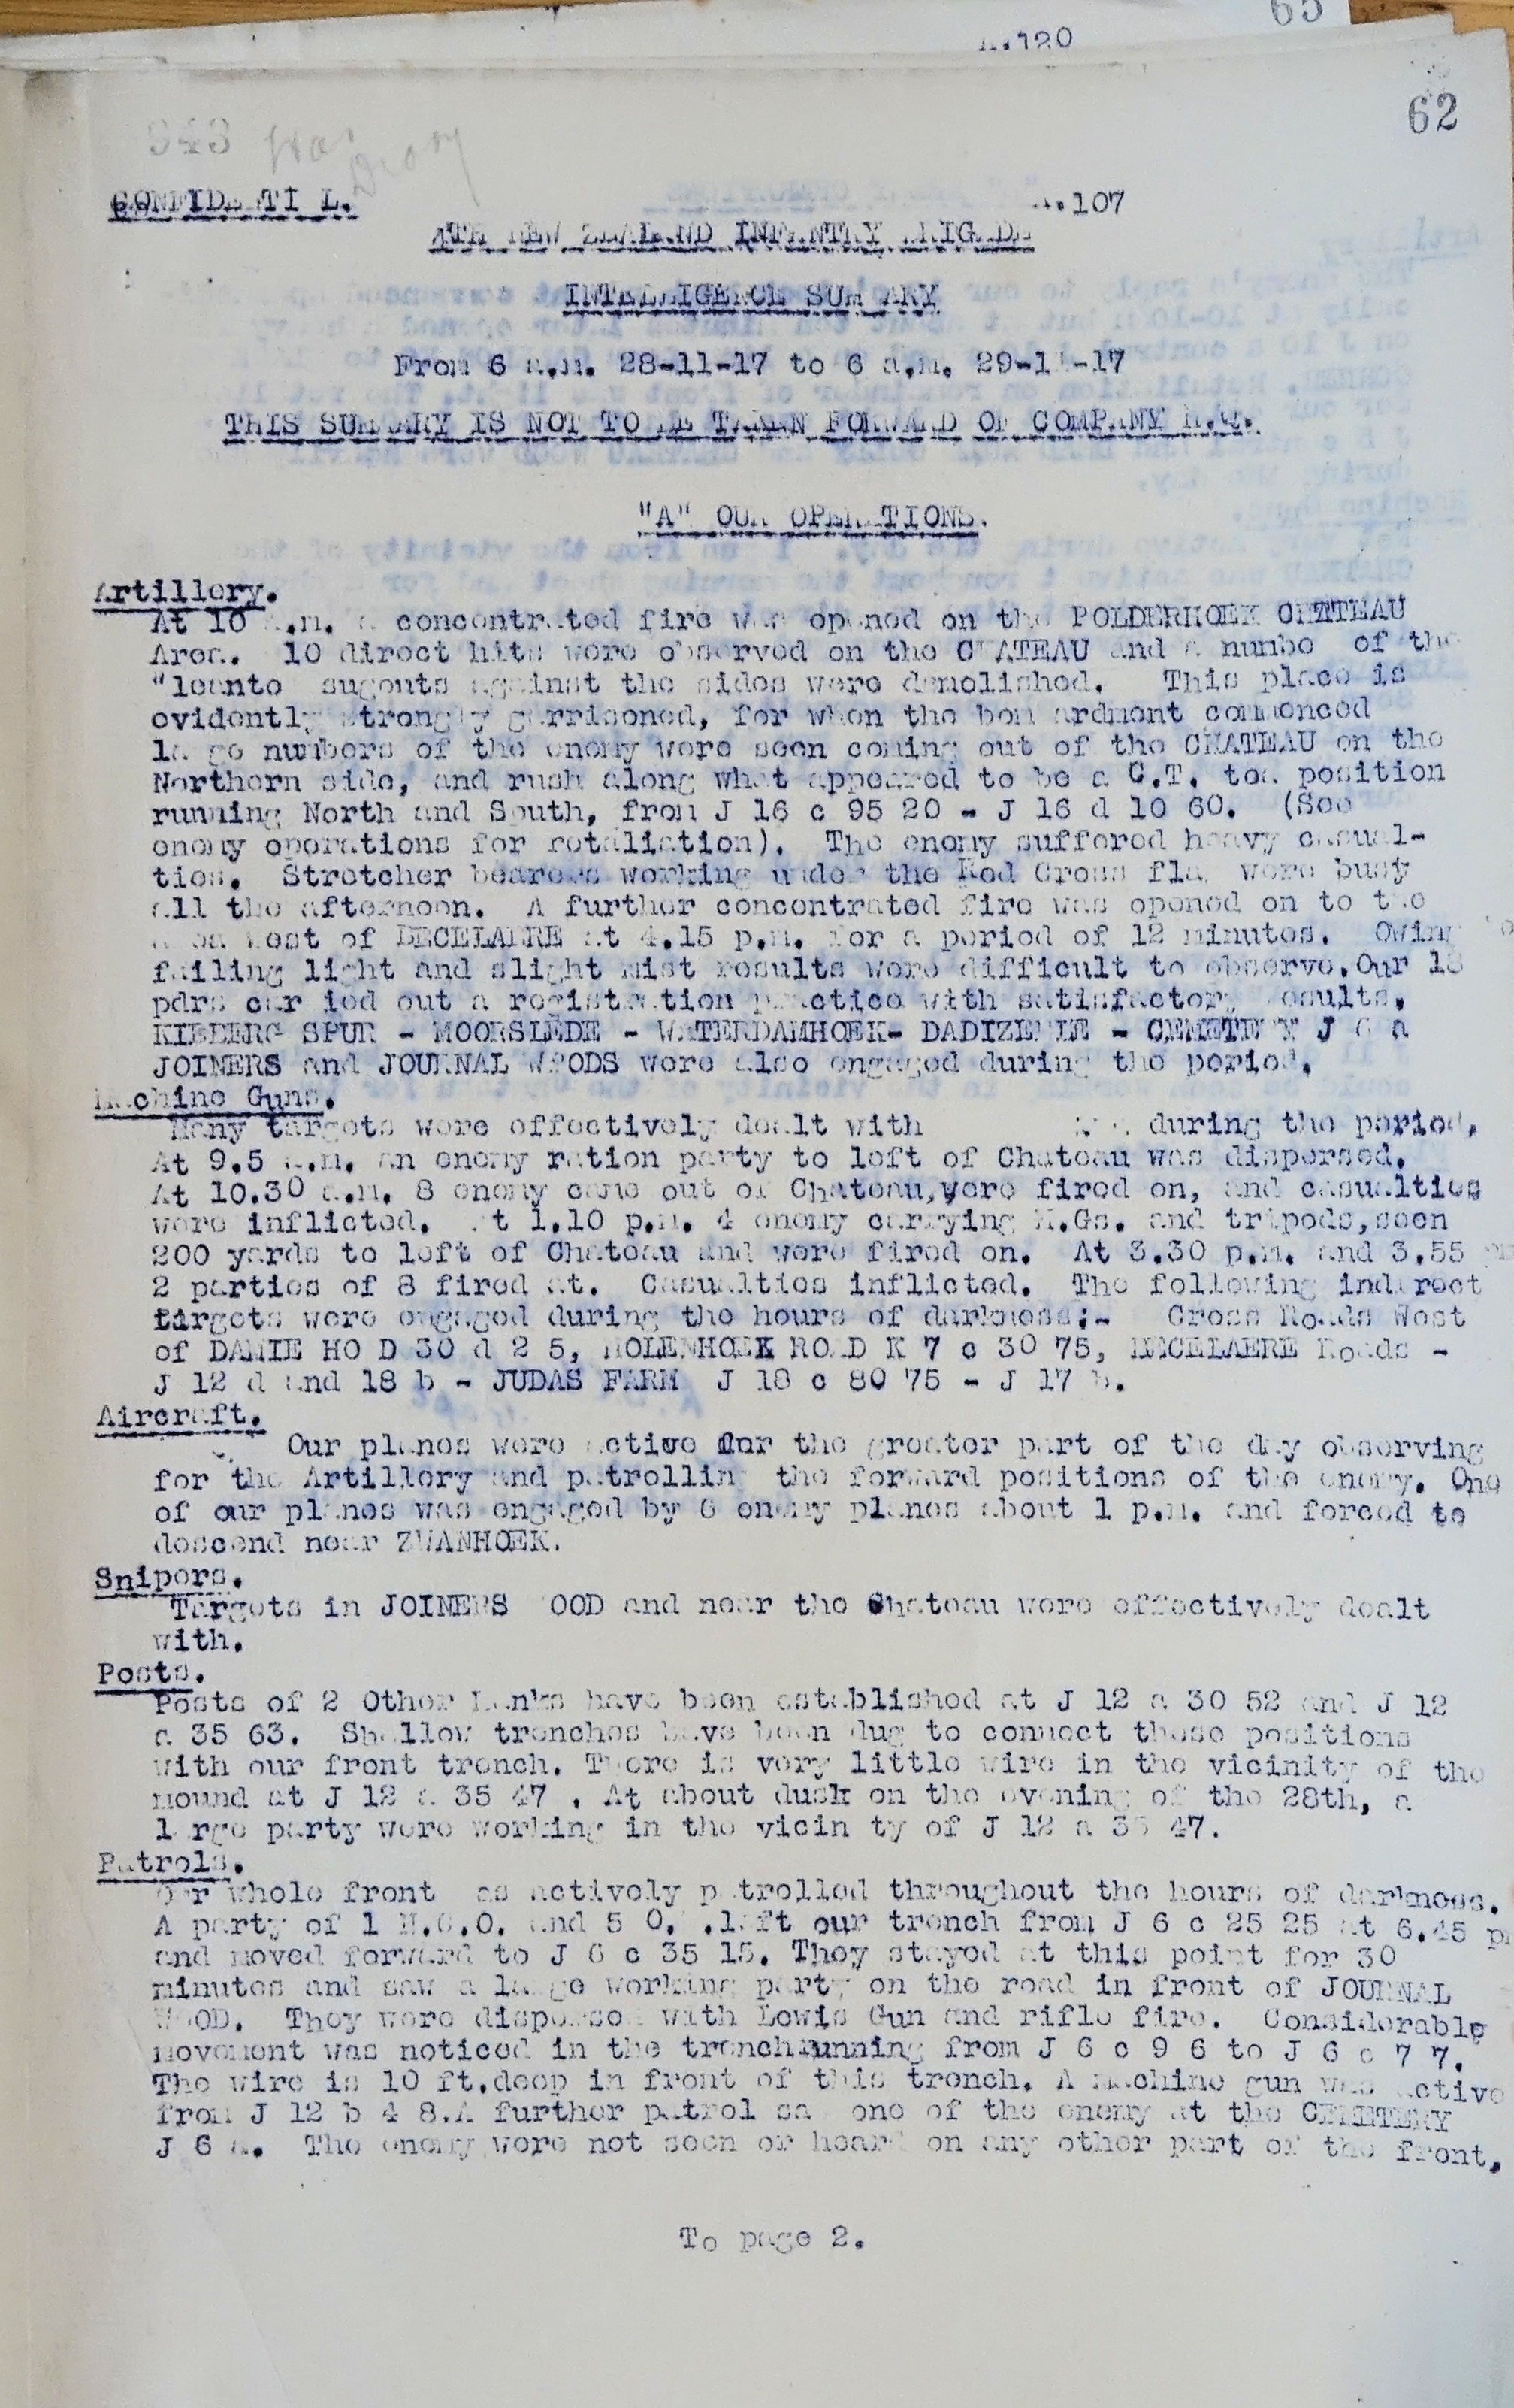 65
.120
62
War
Diary
CONFIDENTIAL.
.107
4TH NEW ZEALAND INFANTRY BRIGADE
INTELLIGENCE SUMMARY
From 6 a.m. 28-11-17 to 6 a.m. 29-11-17
THIS SUMMARY IS NOT TO BE TAKEN FORWARD OF COMPANY H.Q.
"A" OUR OPERATIONS.
Artillery.
At 10 a.m. a concentrated fire was opened on the POLDERHOEK CHTTEAU
Area. 10 direct hits were observed on the CHATEAU and a numbe of the
sugouts against the sides were demolished. This place is
evidently strongly garrisoned, for when the bombardment commenced
large numbers of the enemy were seen coming out of the CHATEAU on the
Northern side, and rush along what appeared to be a C.T. toa position
running North and South, from J 16 c 95 20 - J 16 d 10 60. (See
enemy operations for retaliation). The enemy suffered heavy casual-
ties. Stretcher bearers working under the Red Cross flag were busy
all the afternoon. A further concentrated fire was opened on to the
area West of BECELAERE at 4.15 p.m. for a period of 12 minutes. Owing to
failing light and slight mist results were difficult to observe.Our 18
pdrs carried out a registration practice with satisfactory results,
KIEBERG SPUR - MOORSLEDE - WATERDAMHOEK- DADIZEELE - CEMETERY J 6 a
JOINERS and JOURNAL WOODS were also engaged during the period.
Machine Guns.
Many targets were effectively dealt with during the period.
At 9.5 a.m. an enemy ration party to left of Chateau was dispersed.
At 10.30 a.m. 8 enemy came out of Chateau,were fired on, and casualties
were inflicted. At 1.10 p.m. 4 enemy carrying M.Gs. and tripods,seen
200 yards to left of Chateau and were fired on. At 3.30 p.m. and 3.55 pm
2 parties of 8 fired at. Casualties inflicted. The following indirect
targets were engaged during the hours of darkness:- Cross Roads West
of DAMIE HO D 30 d 2 5, MOLENHOEK ROAD K 7 c 30 75, BECELAERE Roads -
J 12 d and 18 b - JUDAS FARM J 18 c 80 75 - J 17 b.
Aircraft.
Our planes were active for the greater part of the day observing
for the Artillery and patrolling the forward positions of the enemy. One
of our planes was engaged by 6 enemy planes about 1 p.m. and forced to
descend near ZWANHOEK.
Snipers.
Targets in JOINERS WOOD and near the Chateau were effectively dealt
with.
Posts.
Posts of 2 Other Ranks have been established at J 12 a 30 52 and J 12
a 35 63. Shallow trenches have been dug to connect these positions
with our front trench. There is very little wire in the vicinity of the
mound at J 12 a 35 47 . At about dusk on the evening of the 28th, a
large party were working in the vicinity of J 12 a 35 47.
Patrols.
Our whole front was actively patrolled throughout the hours of darkness.
A party of 1 N.C.O. and 5 O.R.left our trench from J 6 c 25 25 at 6.45 pm
and moved forward to J 6 c 35 15. They stayed at this point for 30
minutes and saw a large working party on the road in front of JOURNAL
WOOD. They were dispersed with Lewis Gun and rifle fire. Considerable
movement was noticed in the trenchrunning from J 6 c 9 6 to J 6 c 7 7.
The wire is 10 ft.deep in front of this trench. A machine gun was active
from J 12 b 4 8.A further patrol saw one of the enemy at the CEMETERY
J 6 a. The enemy were not seen or heard on any other part of the front.
To page 2.